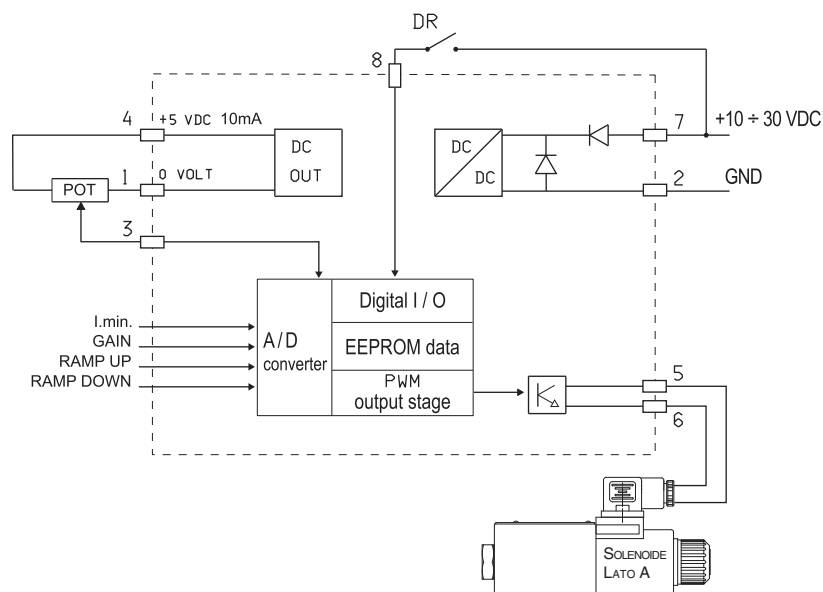 DR
8
4
+5 VDC 10mA
7
+10 ÷ 30 VDC
DC
OUT
DC
DC
POT
1
0 VOLT
2
GND
3
Digital I / O
I.min.
GAIN
RAMP UP
RAMP DOWN
A/D
converter
EEPROM data
PWM
output stage
5
6
SOLENOIDE
LATO A